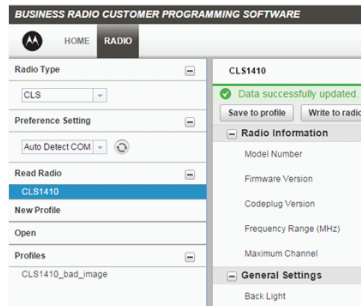 BUSINESS RADIO CUSTOMER PROGRAMMING SOFTWARE
HOME RADIO
Radio Type
CLS
Preference Setting
Auto Detect COM
Read Radio
CLS1410
New Profile
Open
Profiles
CLS1410_bad_image
CLS1410
Data successfully updated.
Save to profile Write to radio
Radio Information
Model Number
Firmware Version
Codeplug Version
Frequency Range (MHz)
Maximum Channel
General Settings
Back Light